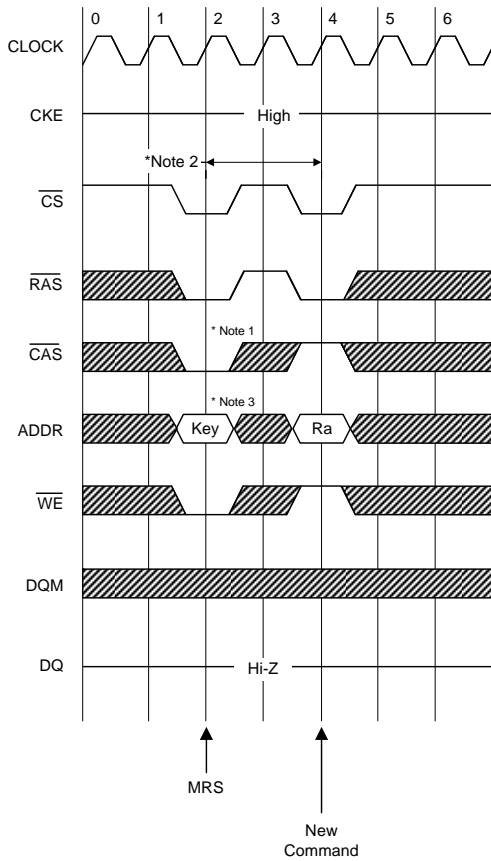 0 1 2 3 4 5 6
CLOCK
CKE High
*Note 2
CS
RAS
* Note 1
CAS
* Note 3
ADDR Key Ra
WE
DQM
DQ Hi-Z
MRS
New
Command